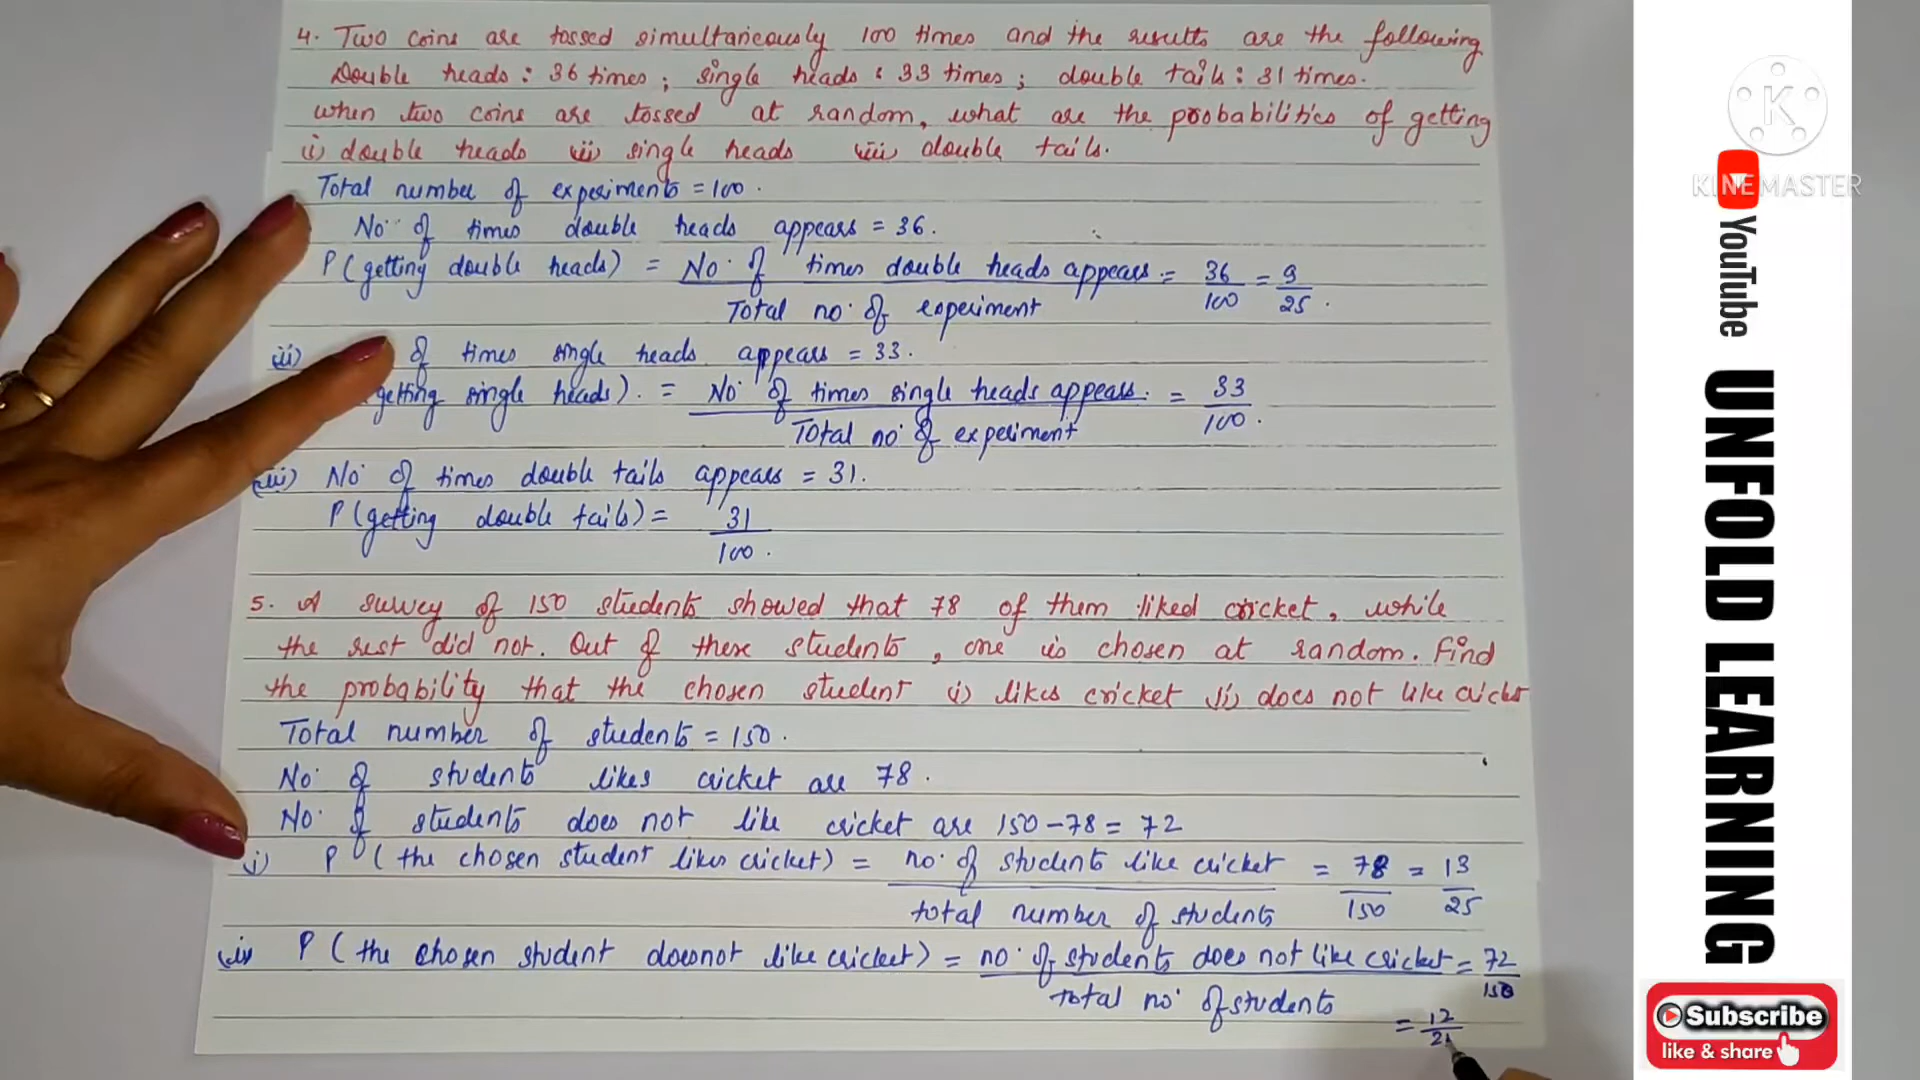 4. Two coins are tossed simultaneously 100 times and the results are the following
Double heads : 36 times ; single heads : 33 times ; double tails : 31 times.
when two coins are tossed at random, what are the probabilities of getting
i) double heads ii) single heads iii) double tails.
Total number of experiments = 100.
No. of times double heads appears = 36.
P (getting double heads) = No. of times double heads appears = 36 = 9
Total no. of experiment 100 25 .
ii) of times single heads appears = 33.
getting single heads). = No. of times single heads appears. = 33
Total no. of experiment 100 .
iii) No. of times double tails appears = 31.
P (getting double tails) = 31
100 .
5. A survey of 150 students showed that 78 of them liked cricket, while
the rest did not. Out of these students, one is chosen at random. Find
the probability that the chosen student i) likes cricket ii) does not like cricket
Total number of students = 150 .
No. of students likes cricket are 78 .
No. of students does not like cricket are 150 - 78 = 72
i) P ( the chosen student likes cricket) = no. of students like cricket = 78 = 13
total number of students 150 25
ii) P ( the chosen student doesnot like cricket) = no. of students does not like cricket = 72
Total no. of students 150
= 12
KINEMASTER
YouTube
UNFOLD LEARNING
Subscribe
like & share